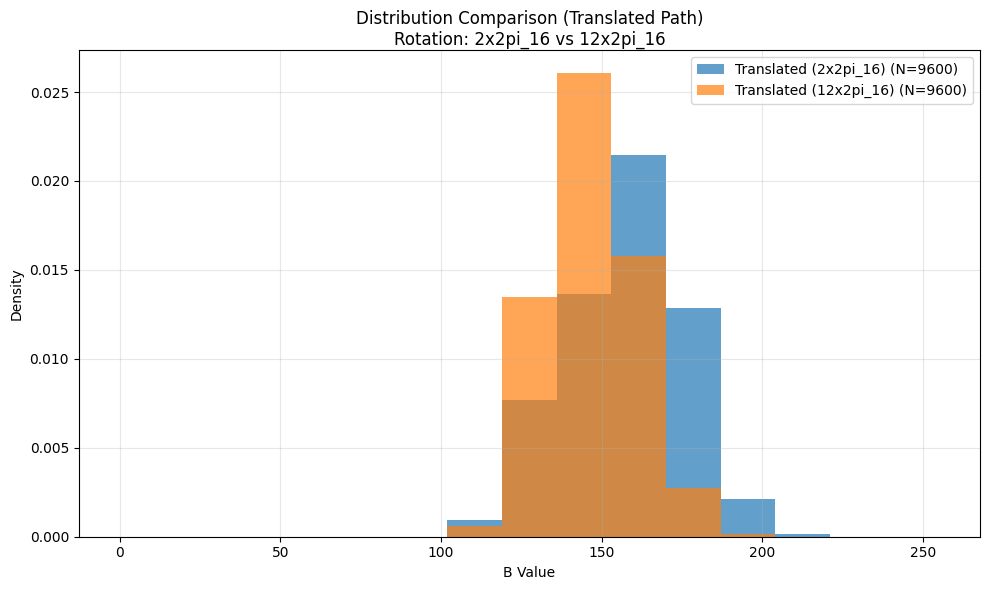 Distribution Comparison (Translated Path)
Rotation: 2x2pi_16 vs 12x2pi_16
Translated (2x2pi_16) (N=9600)
Translated (12x2pi_16) (N=9600)
Density
0.025
0.020
0.015
0.010
0.005
0.000
0 50 100 150 200 250
B Value